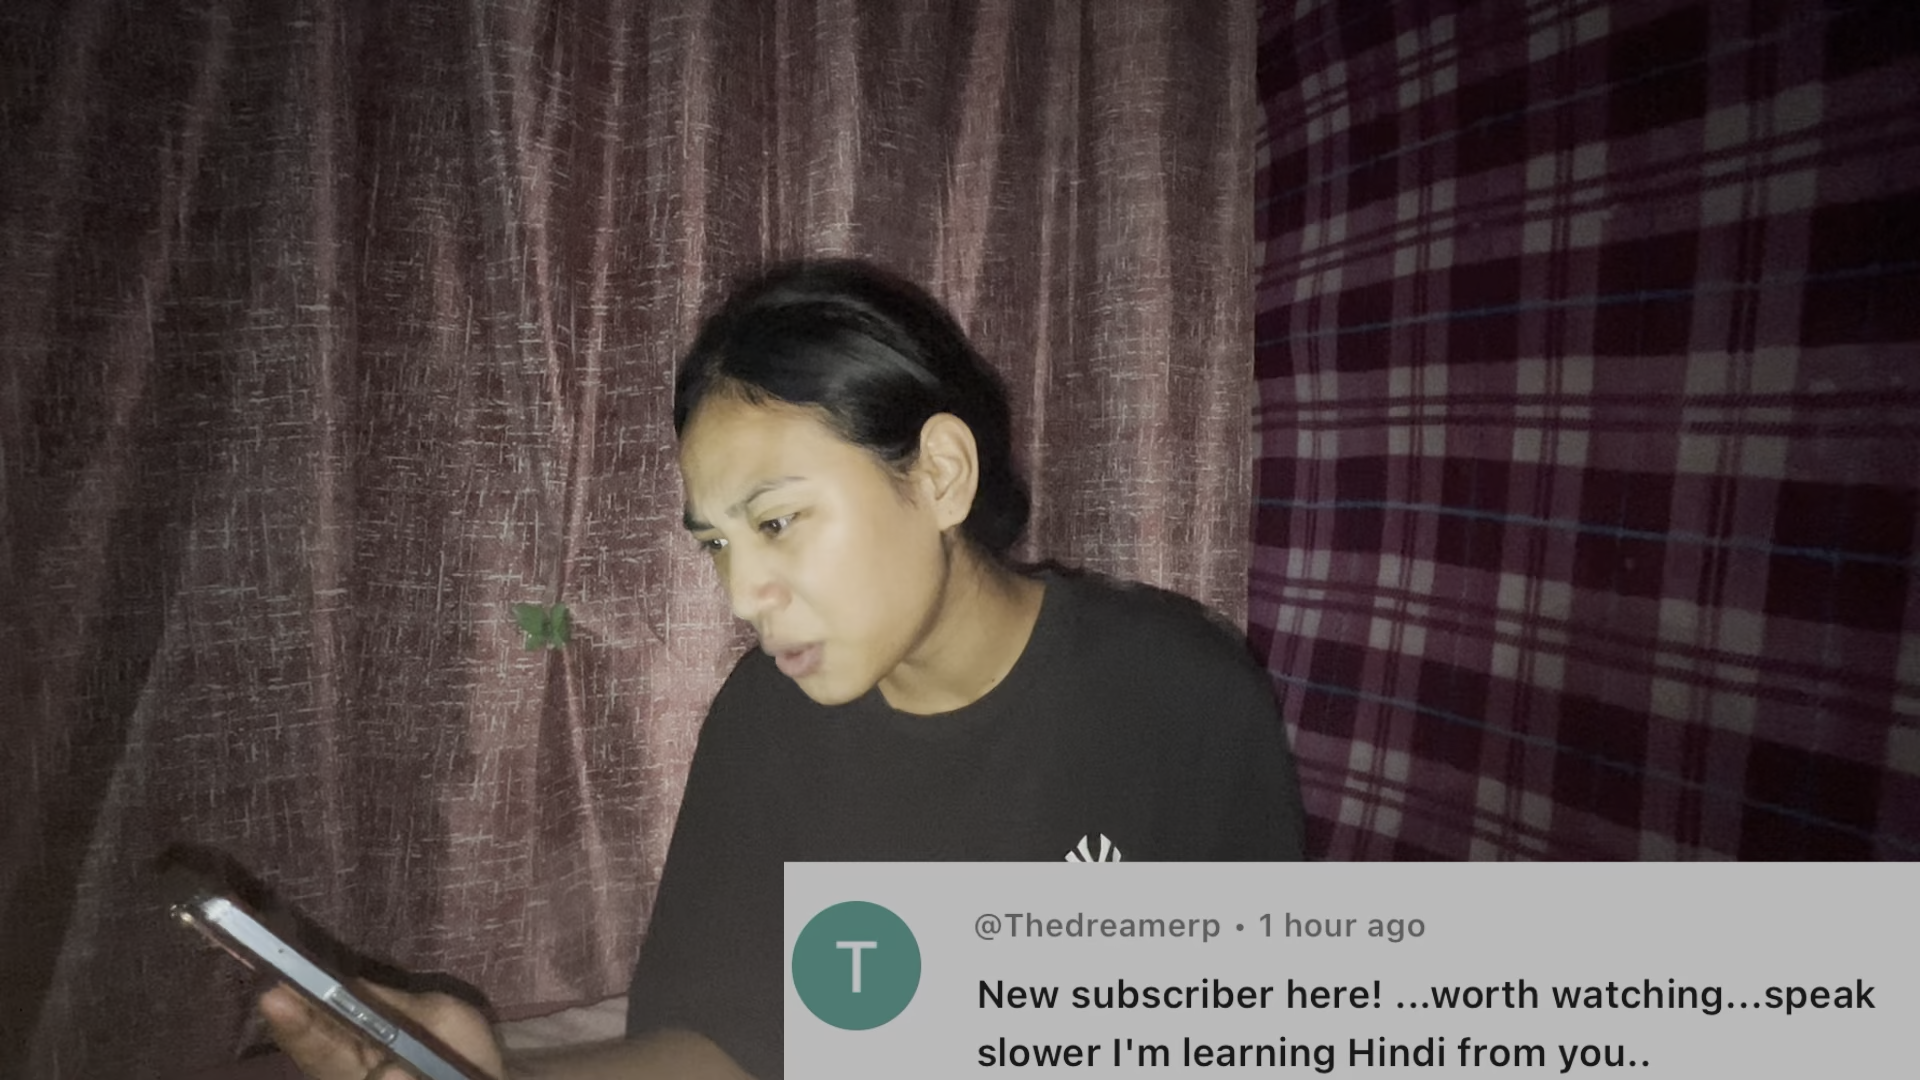 @Thedreamerp • 1 hour ago
T
New subscriber here! ...worth watching...speak
slower I'm learning Hindi from you..